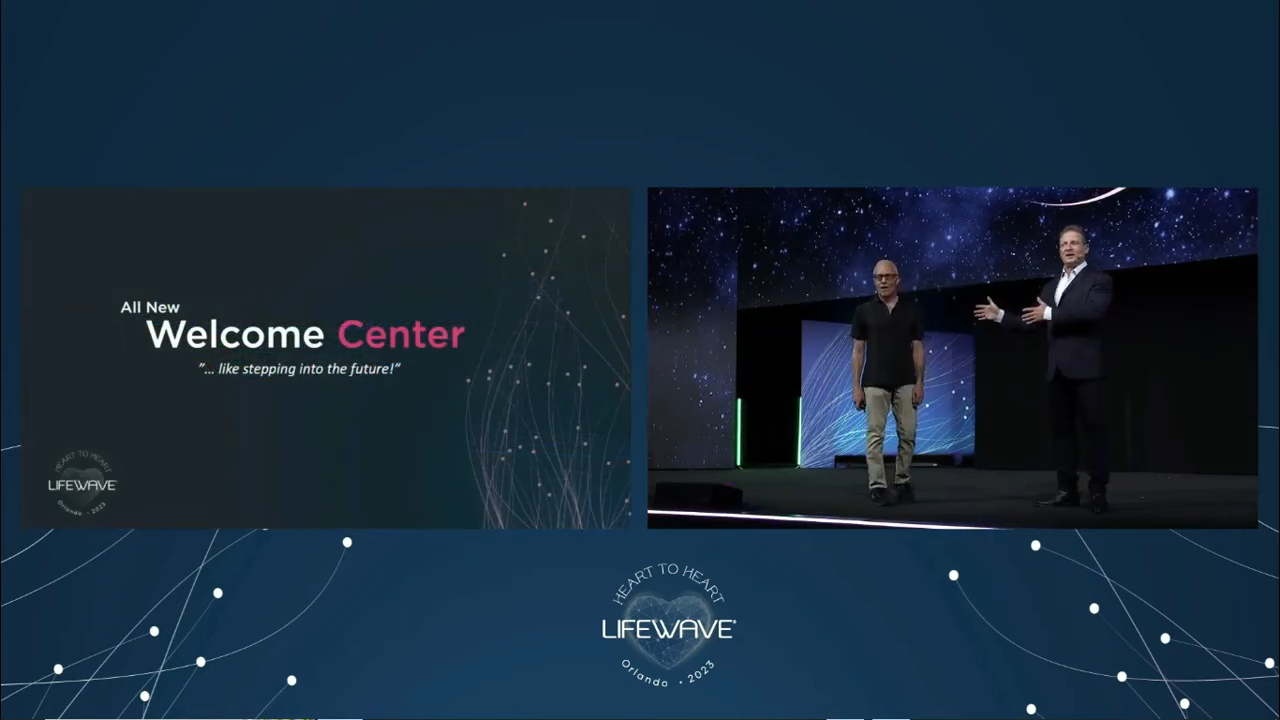 All New
Welcome Center
"... like stepping into the future!"
HEART TO HEART
LIFEWAVE
Orlando • 2023
HEART TO HEART
LIFEWAVE®
Orlando • 2023